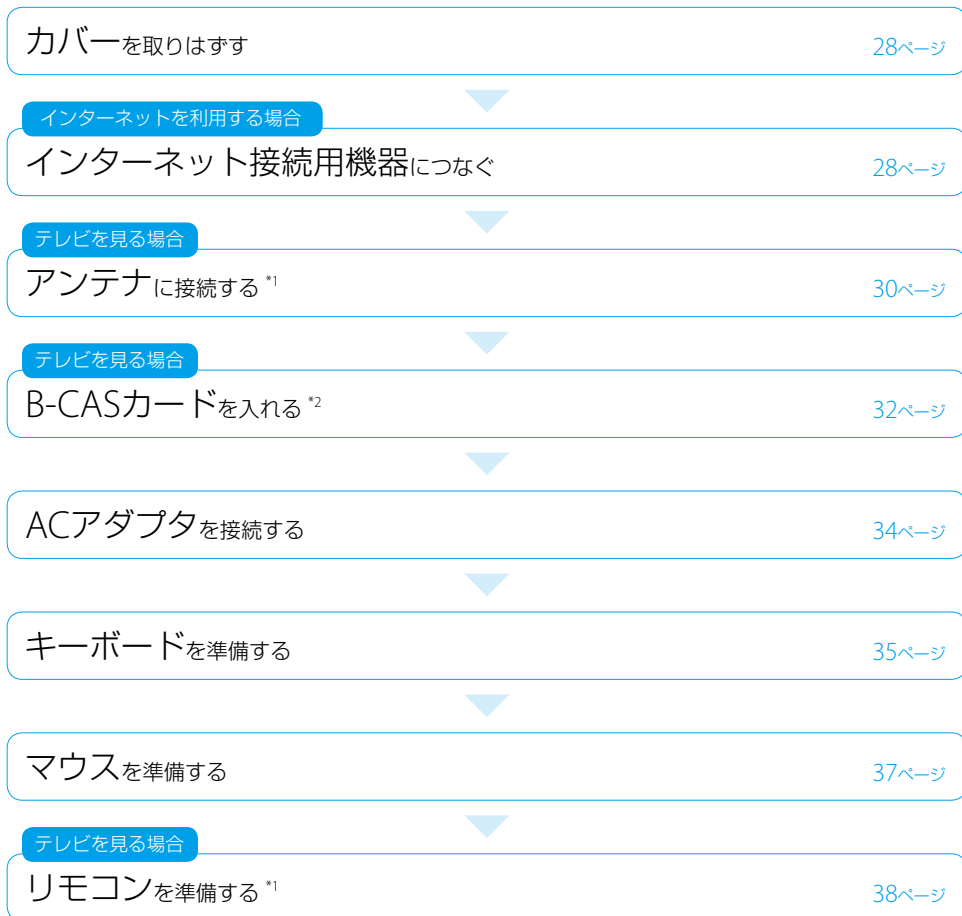 カバーを取りはずす 28ページ
インターネットを利用する場合
インターネット接続用機器につなぐ 28ページ
テレビを見る場合
アンテナに接続する *1 30ページ
テレビを見る場合
B-CASカードを入れる *2 32ページ
ACアダプタを接続する 34ページ
キーボードを準備する 35ページ
マウスを準備する 37ページ
テレビを見る場合
リモコンを準備する *1 38ページ